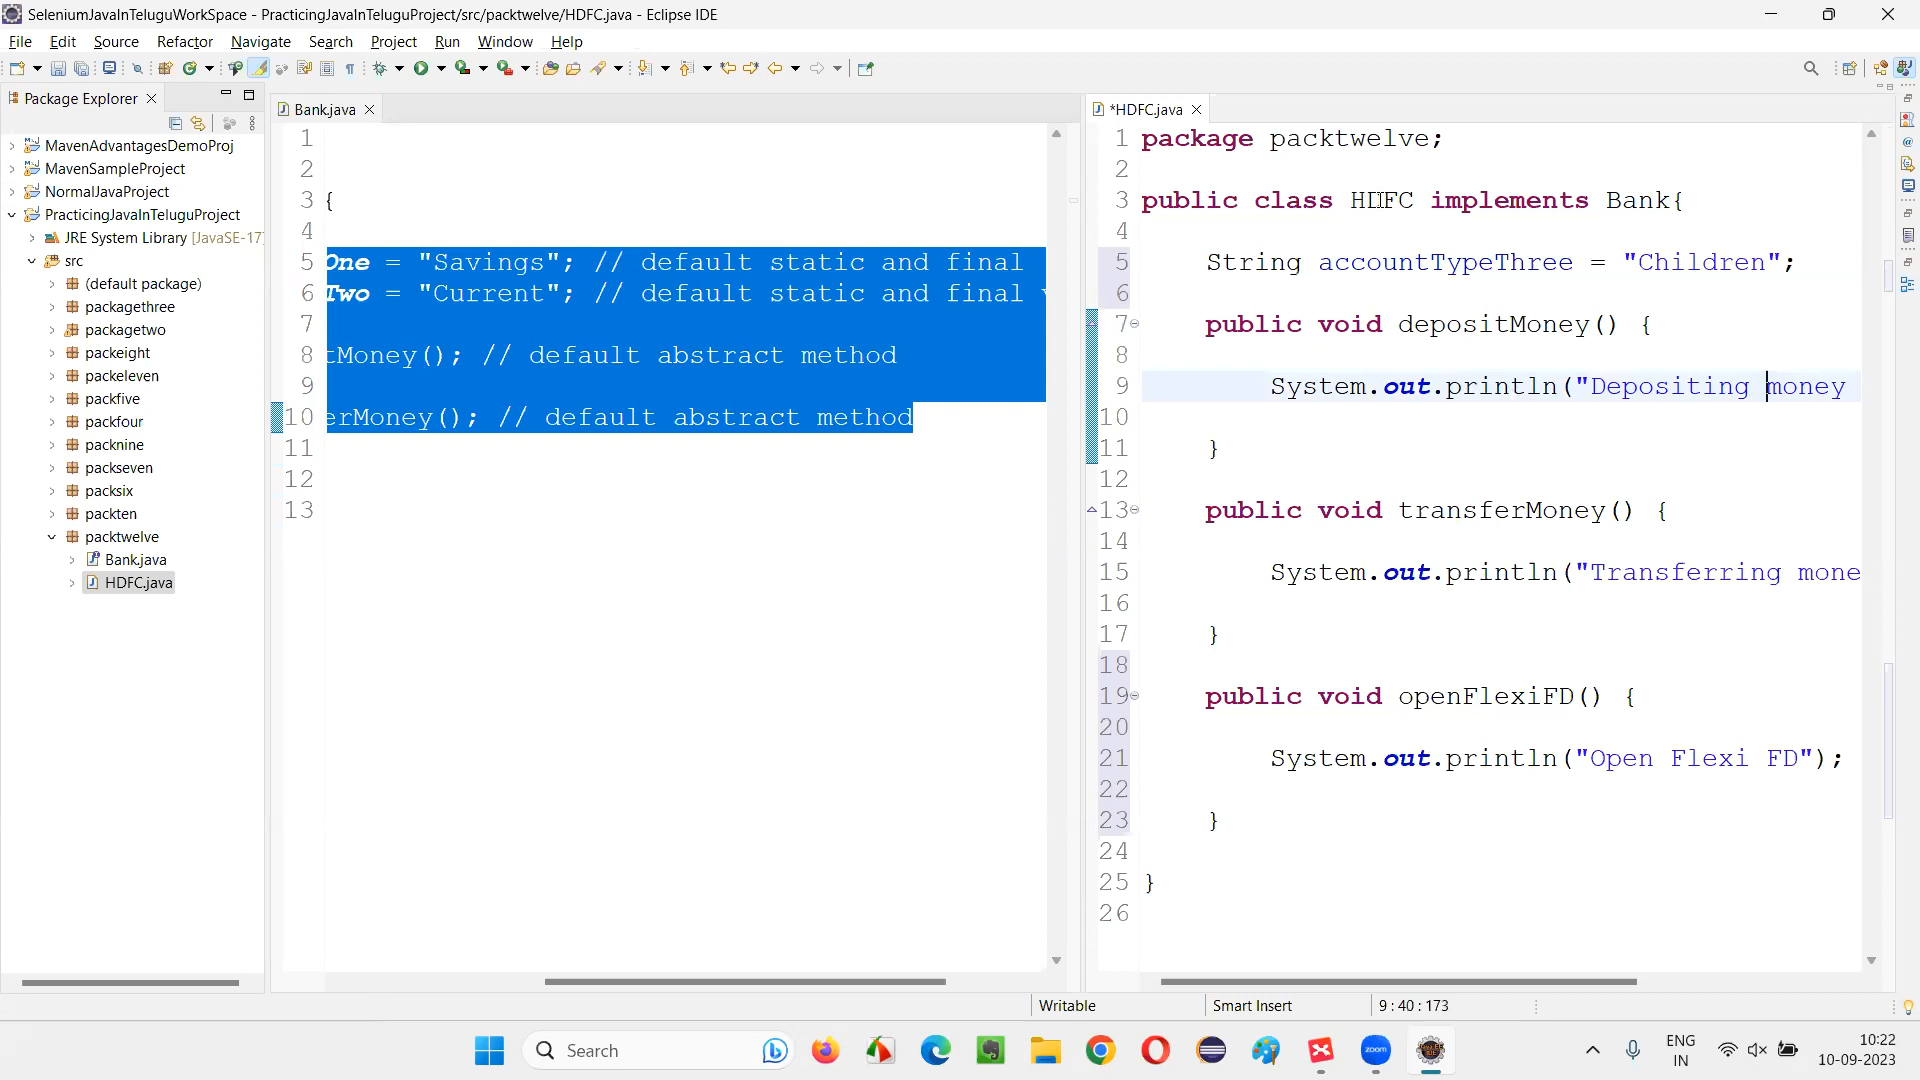 SeleniumJavaInTeluguWorkSpace - PracticingJavaInTeluguProject/src/packtwelve/HDFC.java - Eclipse IDE
File Edit Source Refactor Navigate Search Project Run Window Help
Package Explorer
MavenAdvantagesDemoProj
MavenSampleProject
NormalJavaProject
PracticingJavaInTeluguProject
JRE System Library [JavaSE-17
src
(default package)
packagethree
packagetwo
packeight
packeleven
packfive
packfour
packnine
packseven
packsix
packten
packtwelve
Bank.java
HDFC.java
Bank.java
1
2
3 {
4
5 One = "Savings"; // default static and final
6 Two = "Current"; // default static and final
7
8 tMoney(); // default abstract method
9
10 erMoney(); // default abstract method
11
12
13
*HDFC.java
1 package packtwelve;
2
3 public class HDFC implements Bank{
4
5 String accountTypeThree = "Children";
6
7 public void depositMoney() {
8
9 System.out.println("Depositing money
10
11 }
12
13 public void transferMoney() {
14
15 System.out.println("Transferring mone
16
17 }
18
19 public void openFlexiFD() {
20
21 System.out.println("Open Flexi FD");
22
23 }
24
25 }
26
Writable Smart Insert 9 : 40 : 173
Search
zoom
ENG
IN
10:22
10-09-2023